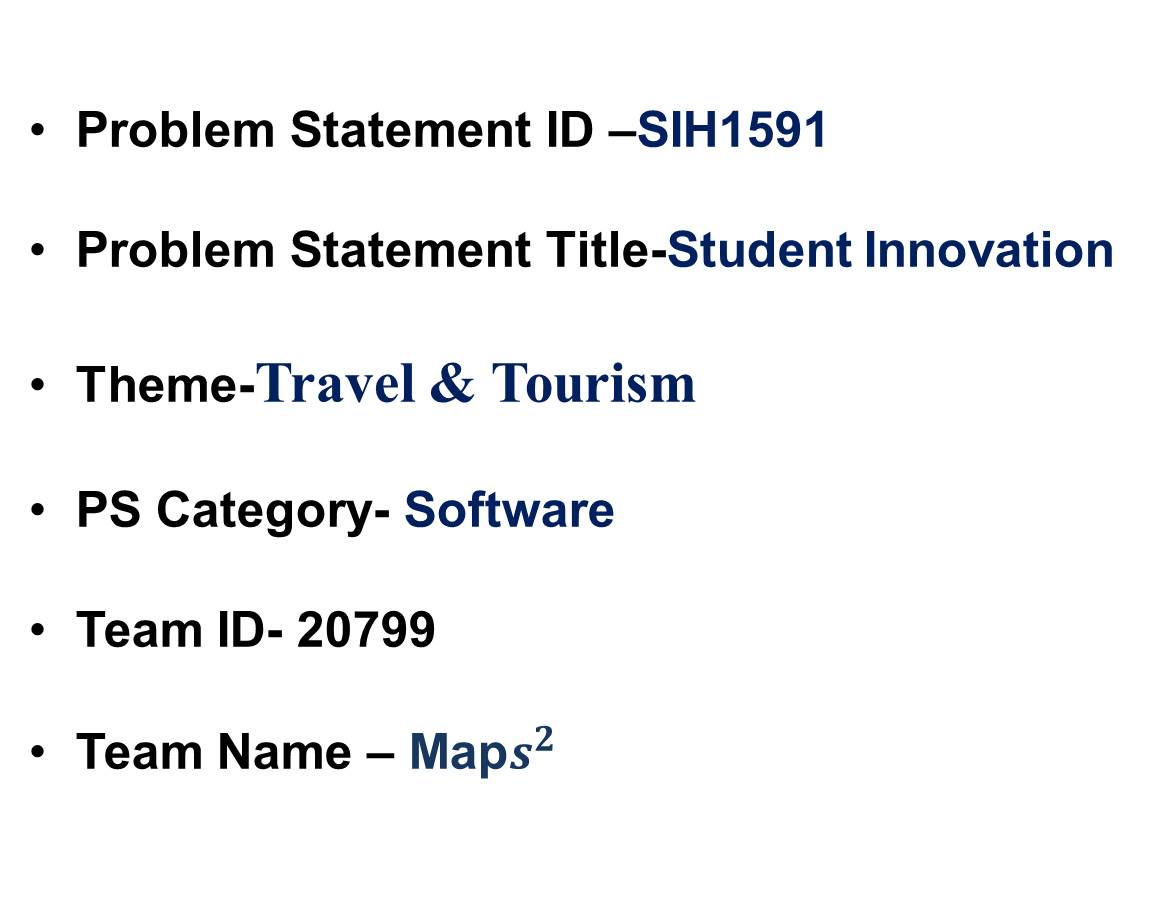 • Problem Statement ID –SIH1591
• Problem Statement Title-Student Innovation
• Theme-Travel & Tourism
• PS Category- Software
• Team ID- 20799
• Team Name – Maps²